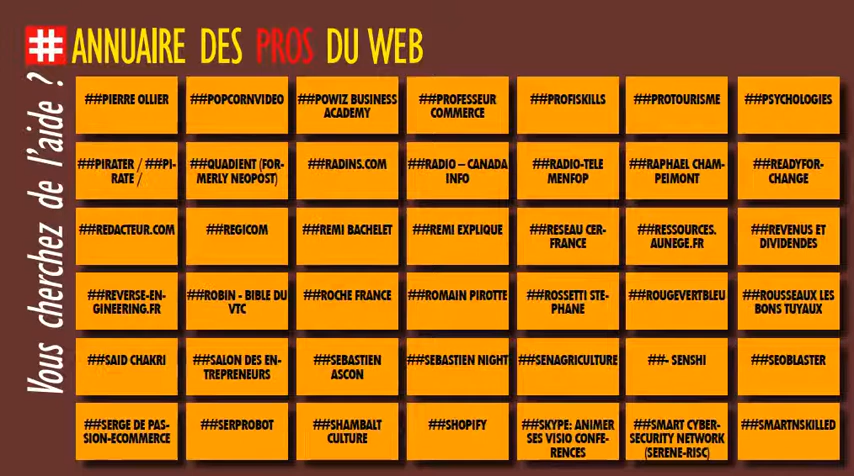 # ANNUAIRE DES PROS DU WEB
Vous cherchez de l'aide ?
##PIERRE OLLIER
##POPCORNVIDEO
##POWIZ BUSINESS
ACADEMY
##PROFESSEUR
COMMERCE
##PROFISKILLS
##PROTOURISME
##PSYCHOLOGIES
##PIRATER / ##PI-
RATE /
##QUADIENT (FOR-
MERLY NEOPOST)
##RADINS.COM
##RADIO – CANADA
INFO
##RADIO-TELE
MENFOP
##RAPHAEL CHAM-
PEIMONT
##READYFOR-
CHANGE
##REDACTEUR.COM
##REGICOM
##REMI BACHELET
##REMI EXPLIQUE
##RESEAU CER-
FRANCE
##RESSOURCES.
AUNEGE.FR
##REVENUS ET
DIVIDENDES
##REVERSE-EN-
GINEERING.FR
##ROBIN - BIBLE DU
VTC
##ROCHE FRANCE
##ROMAIN PIROTTE
##ROSSETTI STE-
PHANE
##ROUGEVERTBLEU
##ROUSSEAUX LES
BONS TUYAUX
##SAID CHAKRI
##SALON DES EN-
TREPRENEURS
##SEBASTIEN
ASCON
##SEBASTIEN NIGHT
##SENAGRICULTURE
##- SENSHI
##SEOBLASTER
##SERGE DE PAS-
SION-ECOMMERCE
##SERPROBOT
##SHAMBALT
CULTURE
##SHOPIFY
##SKYPE: ANIMER
SES VISIO CONFE-
RENCES
##SMART CYBER-
SECURITY NETWORK
(SERENE-RISC)
##SMARTNSKILLED